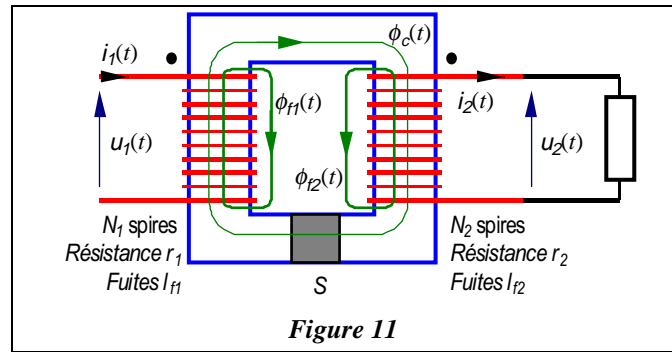 i1(t)
ϕc(t)
ϕf1(t)
i2(t)
u1(t)
ϕf2(t)
u2(t)
N1 spires
Résistance r1
Fuites lf1
S
N2 spires
Résistance r2
Fuites lf2
Figure 11